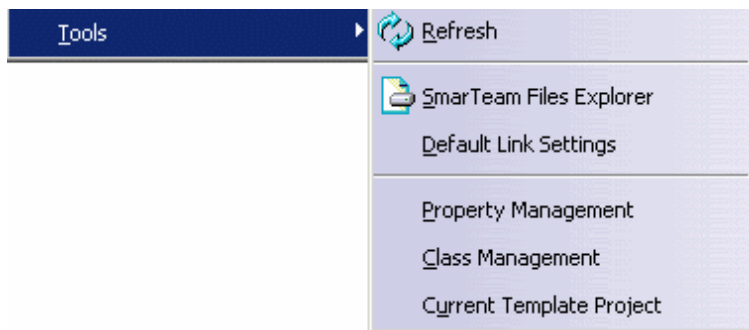 Tools
Refresh
SmarTeam Files Explorer
Default Link Settings
Property Management
Class Management
Current Template Project